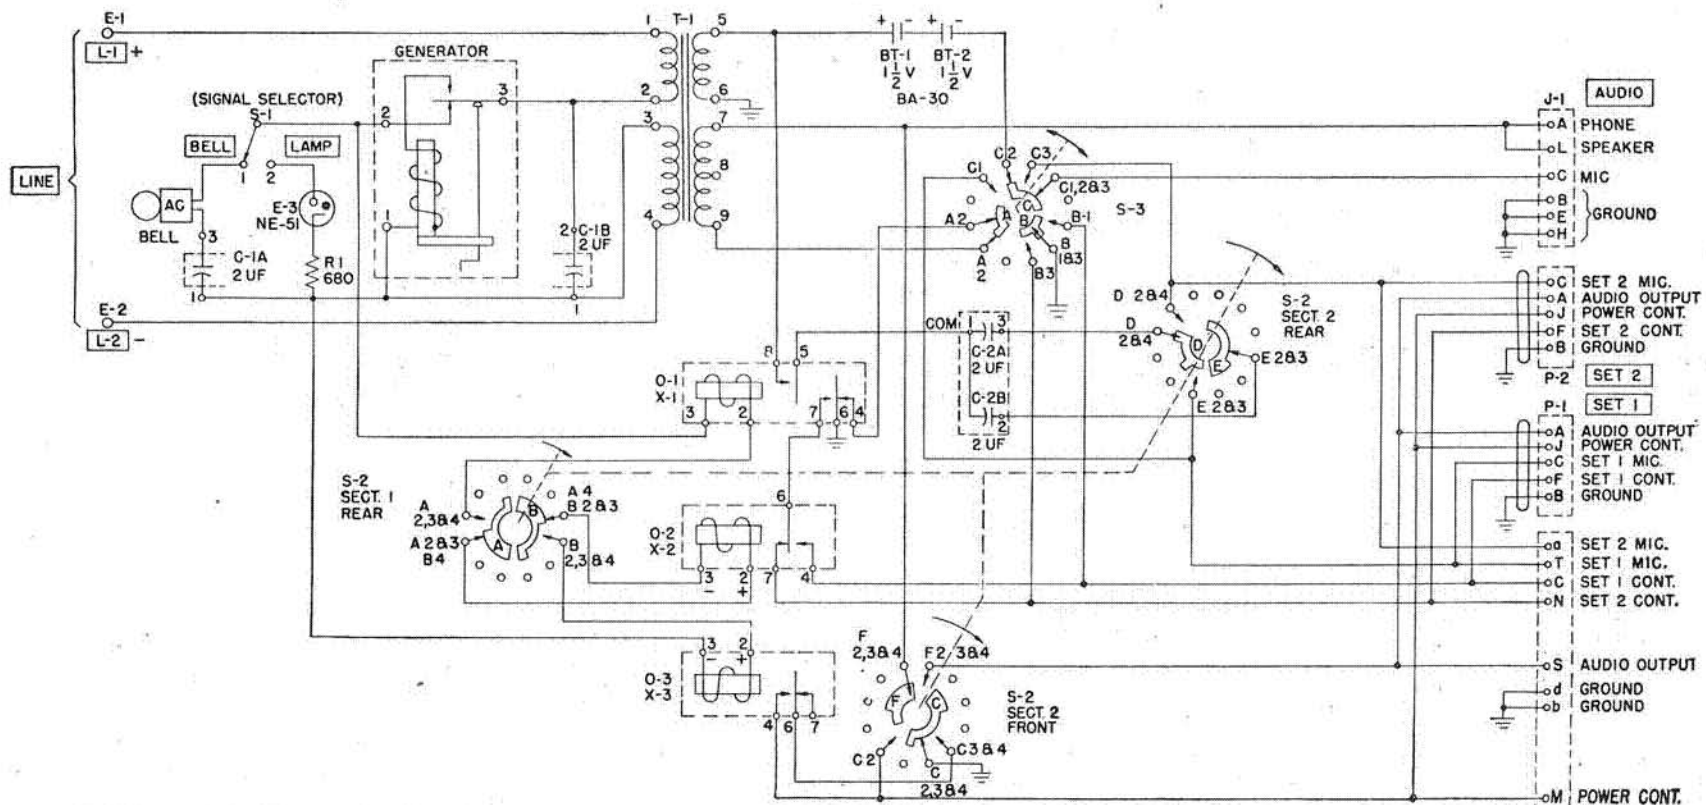 E-1
L-1 +
LINE
E-2
L-2 -
(SIGNAL SELECTOR)
S-1
BELL
LAMP
1
2
AC
BELL
3
C-1A
2 UF
1
E-3
NE-51
R1
680
GENERATOR
2
3
1
2
C-1B
2 UF
1
1 T-1 5
2 6
3 7
8
4 9
+ - + -
BT-1 BT-2
1 1/2 V 1 1/2 V
BA-30
C1
C2
C3
C1,2&3
S-3
A2
A
B
C
B-1
A
2
B3
B
1&3
COM
1 3
C-2A
2 UF
C-2B
2
2 UF
D 2&4
D
2&4
D
E
E 2&3
E 2&3
S-2
SECT. 2
REAR
O-1
X-1
8 5
3 2 7 6 4
S-2
SECT. 1
REAR
A
2,3&4
A 2&3
B4
A
B
A 4
B 2&3
B
2,3&4
O-2
X-2
6
3 2 7 4
- +
O-3
X-3
3 2
- +
4 6 7
F
2,3&4
F2 3&4
F
C
C2
C3&4
C
2,3&4
S-2
SECT. 2
FRONT
J-1 AUDIO
A PHONE
L SPEAKER
C MIC
B
E GROUND
H
C SET 2 MIC.
A AUDIO OUTPUT
J POWER CONT.
F SET 2 CONT.
B GROUND
P-2 SET 2
P-1 SET 1
A AUDIO OUTPUT
J POWER CONT.
C SET 1 MIC.
F SET 1 CONT.
B GROUND
a SET 2 MIC.
T SET 1 MIC.
C SET 1 CONT.
N SET 2 CONT.
S AUDIO OUTPUT
d GROUND
b GROUND
M POWER CONT.